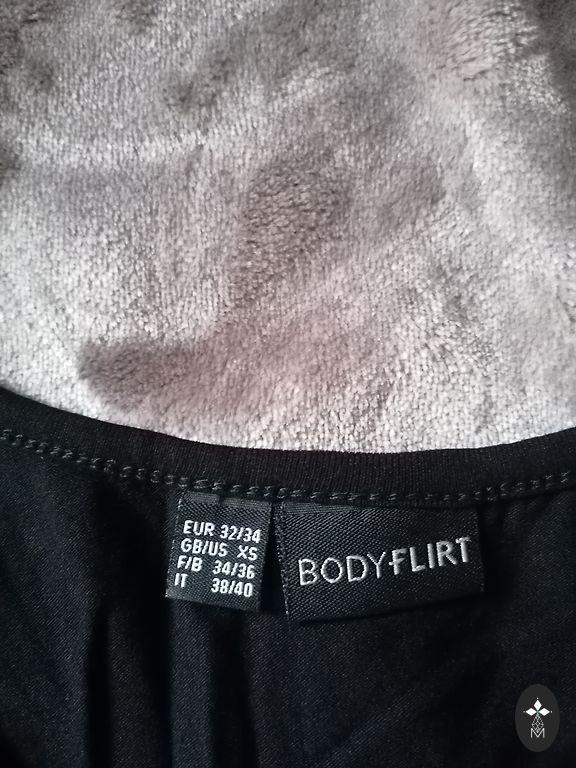 EUR 32/34
GB/US XS
F/B 34/36
IT 38/40
BODYFLIRT
M